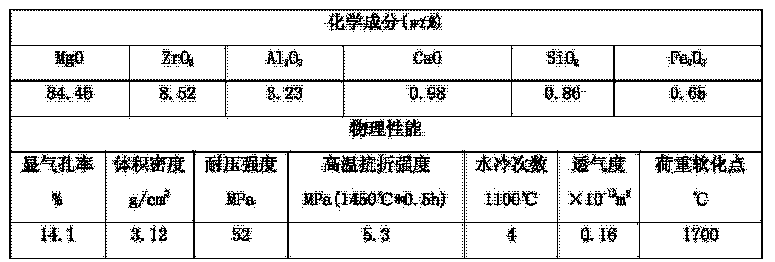 化学成分(wt%)
MgO ZrO₂ Al₂O₃ CaO SiO₂ Fe₂O₃
84.46 8.52 3.23 0.98 0.86 0.65
物理性能
显气孔率 体积密度 耐压强度 高温抗折强度 水冷次数 透气度 荷重软化点
% g/cm³ MPa MPa(1450℃*0.5h) 1100℃ ×10⁻¹³m² ℃
14.1 3.12 52 5.3 4 0.16 1700